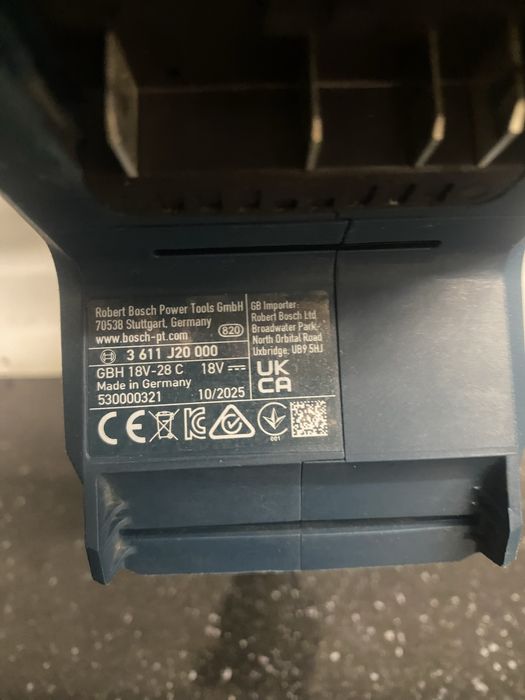 Robert Bosch Power Tools GmbH
70538 Stuttgart, Germany
www.bosch-pt.com
820
3 611 J20 000
GBH 18V-28 C 18V
Made in Germany
530000321 10/2025
GB Importer:
Robert Bosch Ltd
Broadwater Park,
North Orbital Road
Uxbridge, UB9 5HJ
UK
CA
CE
001